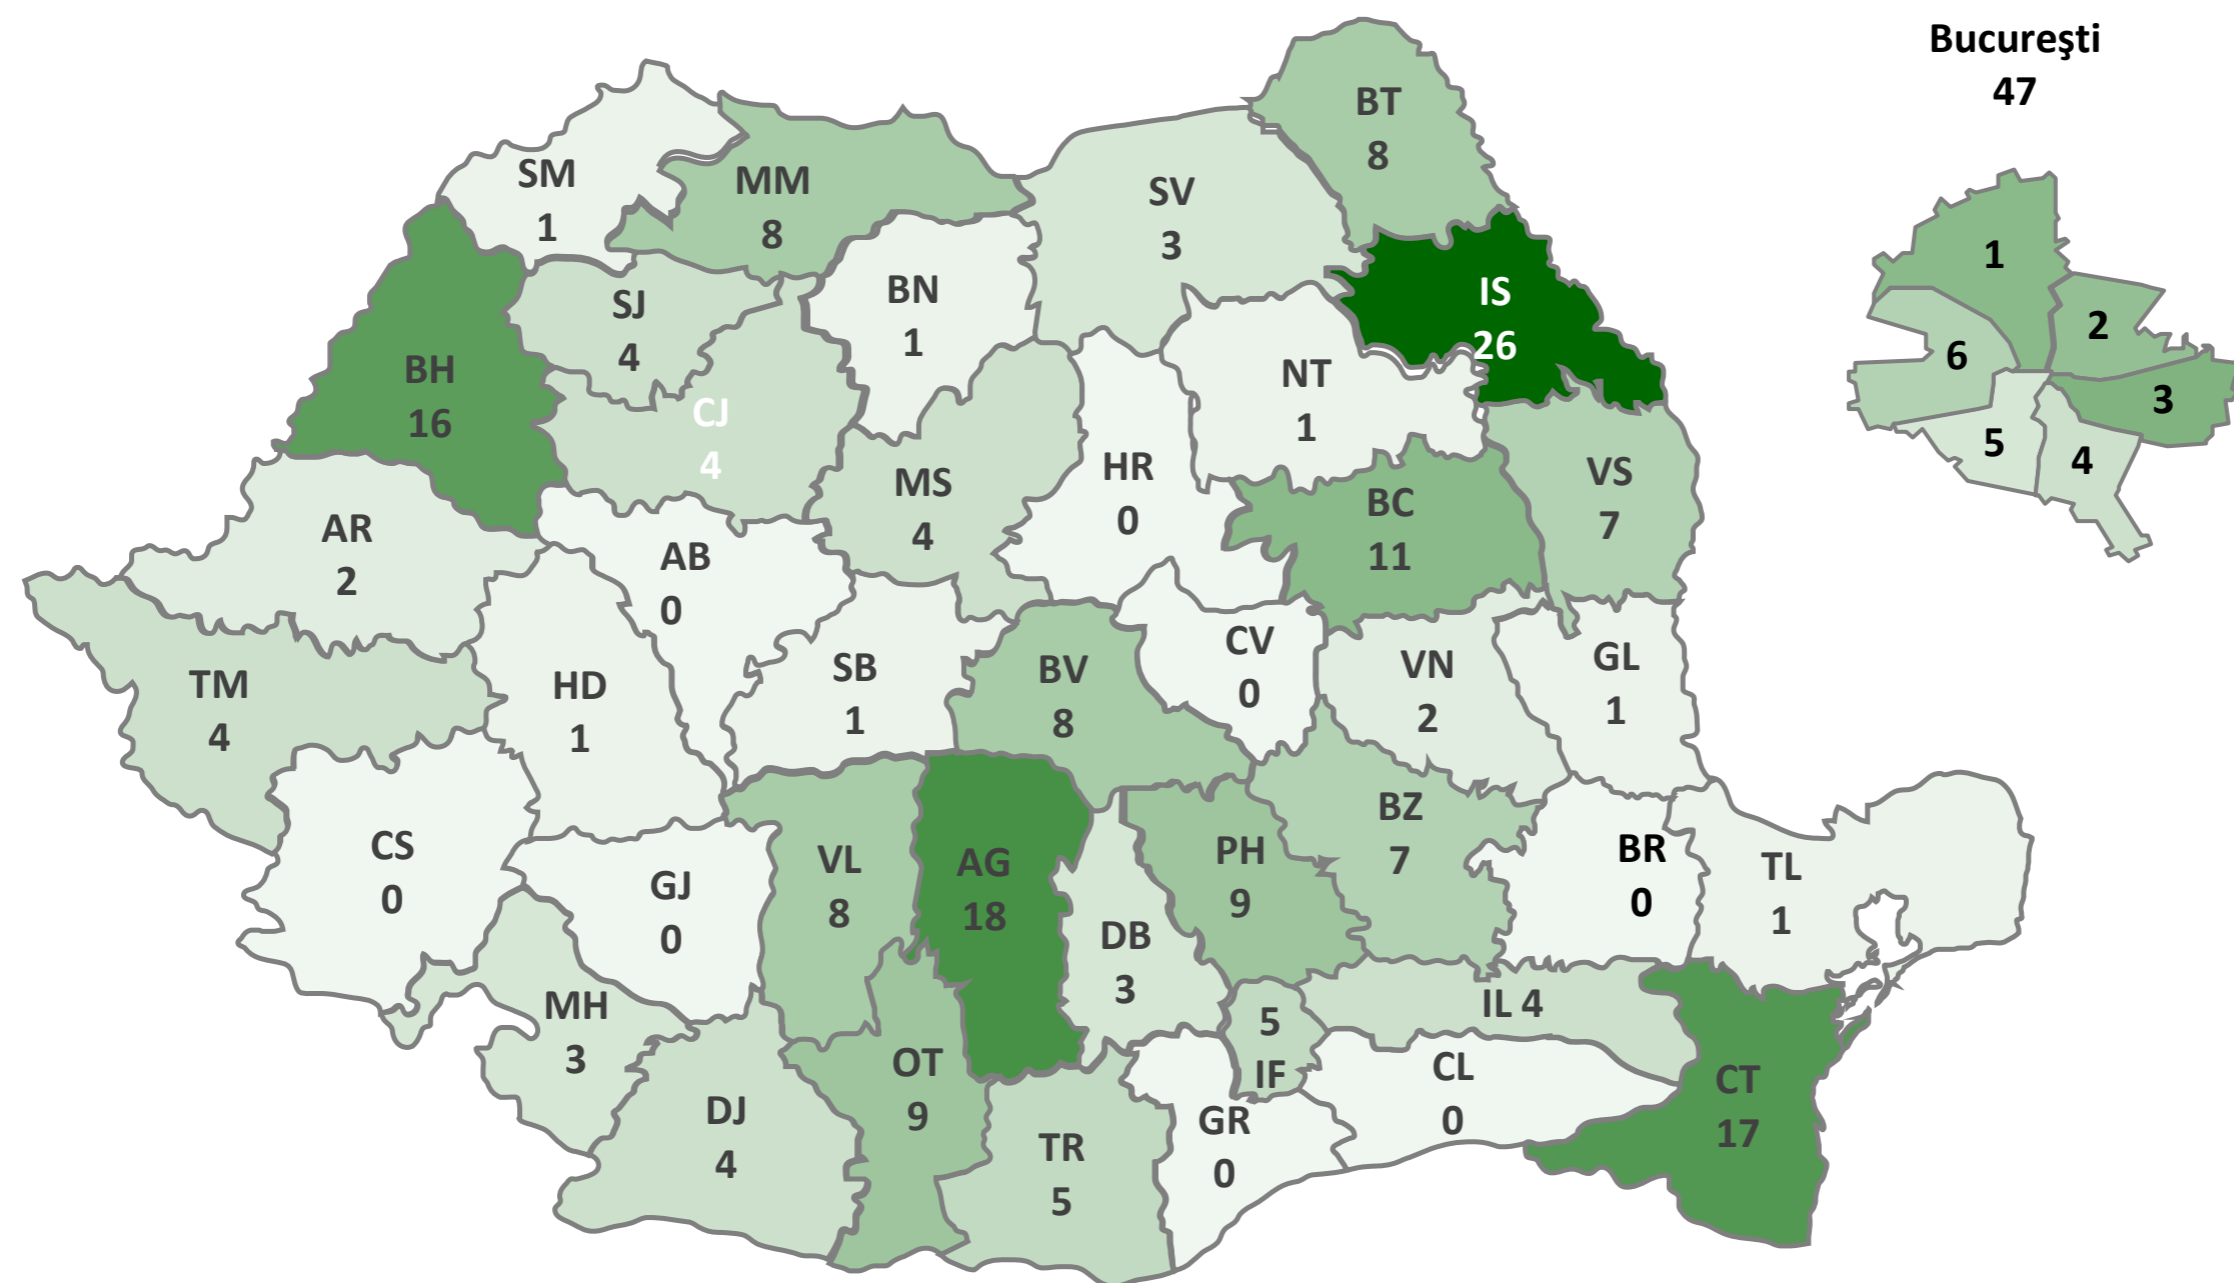 Bucureşti
47
BT
8
SM
1
MM
8
SV
3
1
BN
1
IS
26
SJ
4
2
6
3
BH
16
CJ
4
NT
1
5
4
HR
0
MS
4
VS
7
BC
11
AR
2
AB
0
CV
0
VN
2
GL
1
TM
4
HD
1
SB
1
BV
8
BZ
7
CS
0
GJ
0
VL
8
AG
18
PH
9
BR
0
TL
1
DB
3
MH
3
5
IF
IL 4
OT
9
CL
0
CT
17
DJ
4
TR
5
GR
0